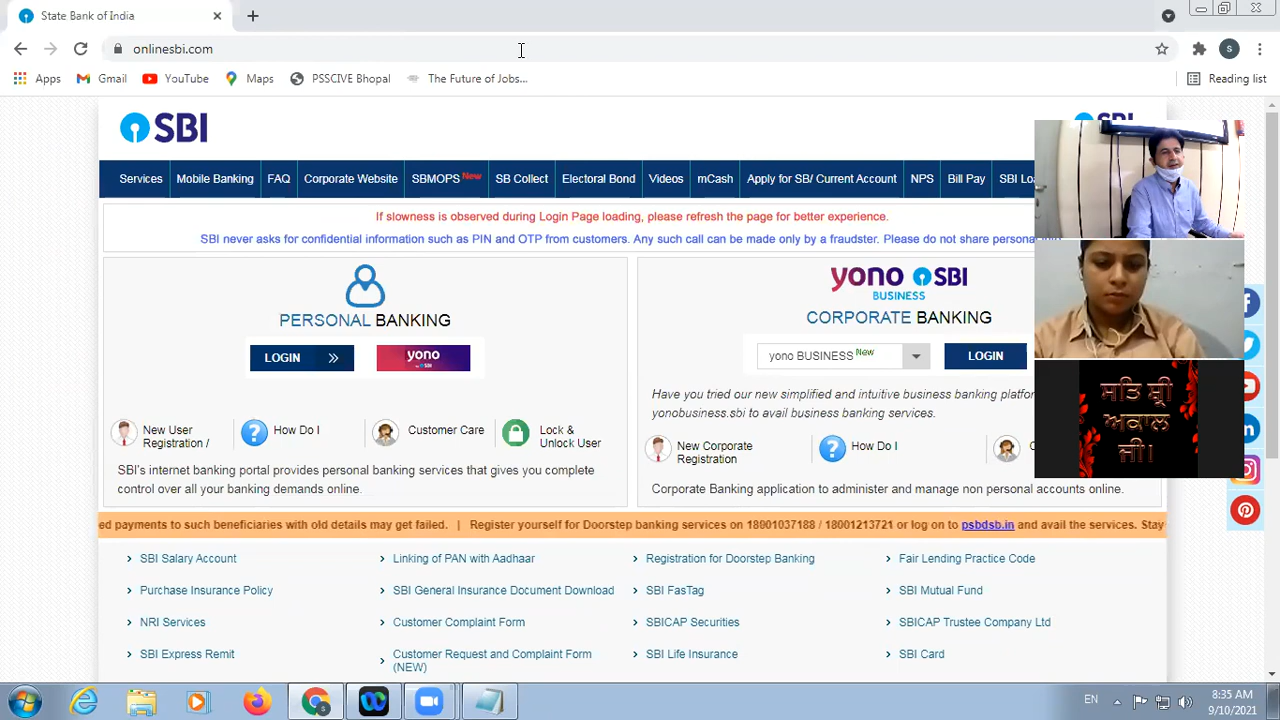 State Bank of India
onlinesbi.com
S
Apps
Gmail
YouTube
Maps
PSSCIVE Bhopal
The Future of Jobs...
Reading list
SBI
Services
Mobile Banking
FAQ
Corporate Website
SBMOPS New
SB Collect
Electoral Bond
Videos
mCash
Apply for SB/ Current Account
NPS
Bill Pay
SBI Loa
If slowness is observed during Login Page loading, please refresh the page for better experience.
SBI never asks for confidential information such as PIN and OTP from customers. Any such call can be made only by a fraudster. Please do not share personal
PERSONAL BANKING
LOGIN
yono
by SBI
New User
Registration /
How Do I
Customer Care
Lock &
Unlock User
SBI's internet banking portal provides personal banking services that gives you complete
control over all your banking demands online.
yono SBI
BUSINESS
CORPORATE BANKING
yono BUSINESS New
LOGIN
Have you tried our new simplified and intuitive business banking platfor
yonobusiness.sbi to avail business banking services.
New Corporate
Registration
How Do I
C
Corporate Banking application to administer and manage non personal accounts online.
ਸਤਿ ਸ਼੍ਰੀ
ਅਕਾਲ
ਜੀ।
ed payments to such beneficiaries with old details may get failed. | Register yourself for Doorstep banking services on 18001037188 / 18001213721 or log on to psbdsb.in and avail the services. Stay
SBI Salary Account
Linking of PAN with Aadhaar
Registration for Doorstep Banking
Fair Lending Practice Code
Purchase Insurance Policy
SBI General Insurance Document Download
SBI FasTag
SBI Mutual Fund
NRI Services
Customer Complaint Form
SBICAP Securities
SBICAP Trustee Company Ltd
SBI Express Remit
Customer Request and Complaint Form
(NEW)
SBI Life Insurance
SBI Card
EN
8:35 AM
9/10/2021